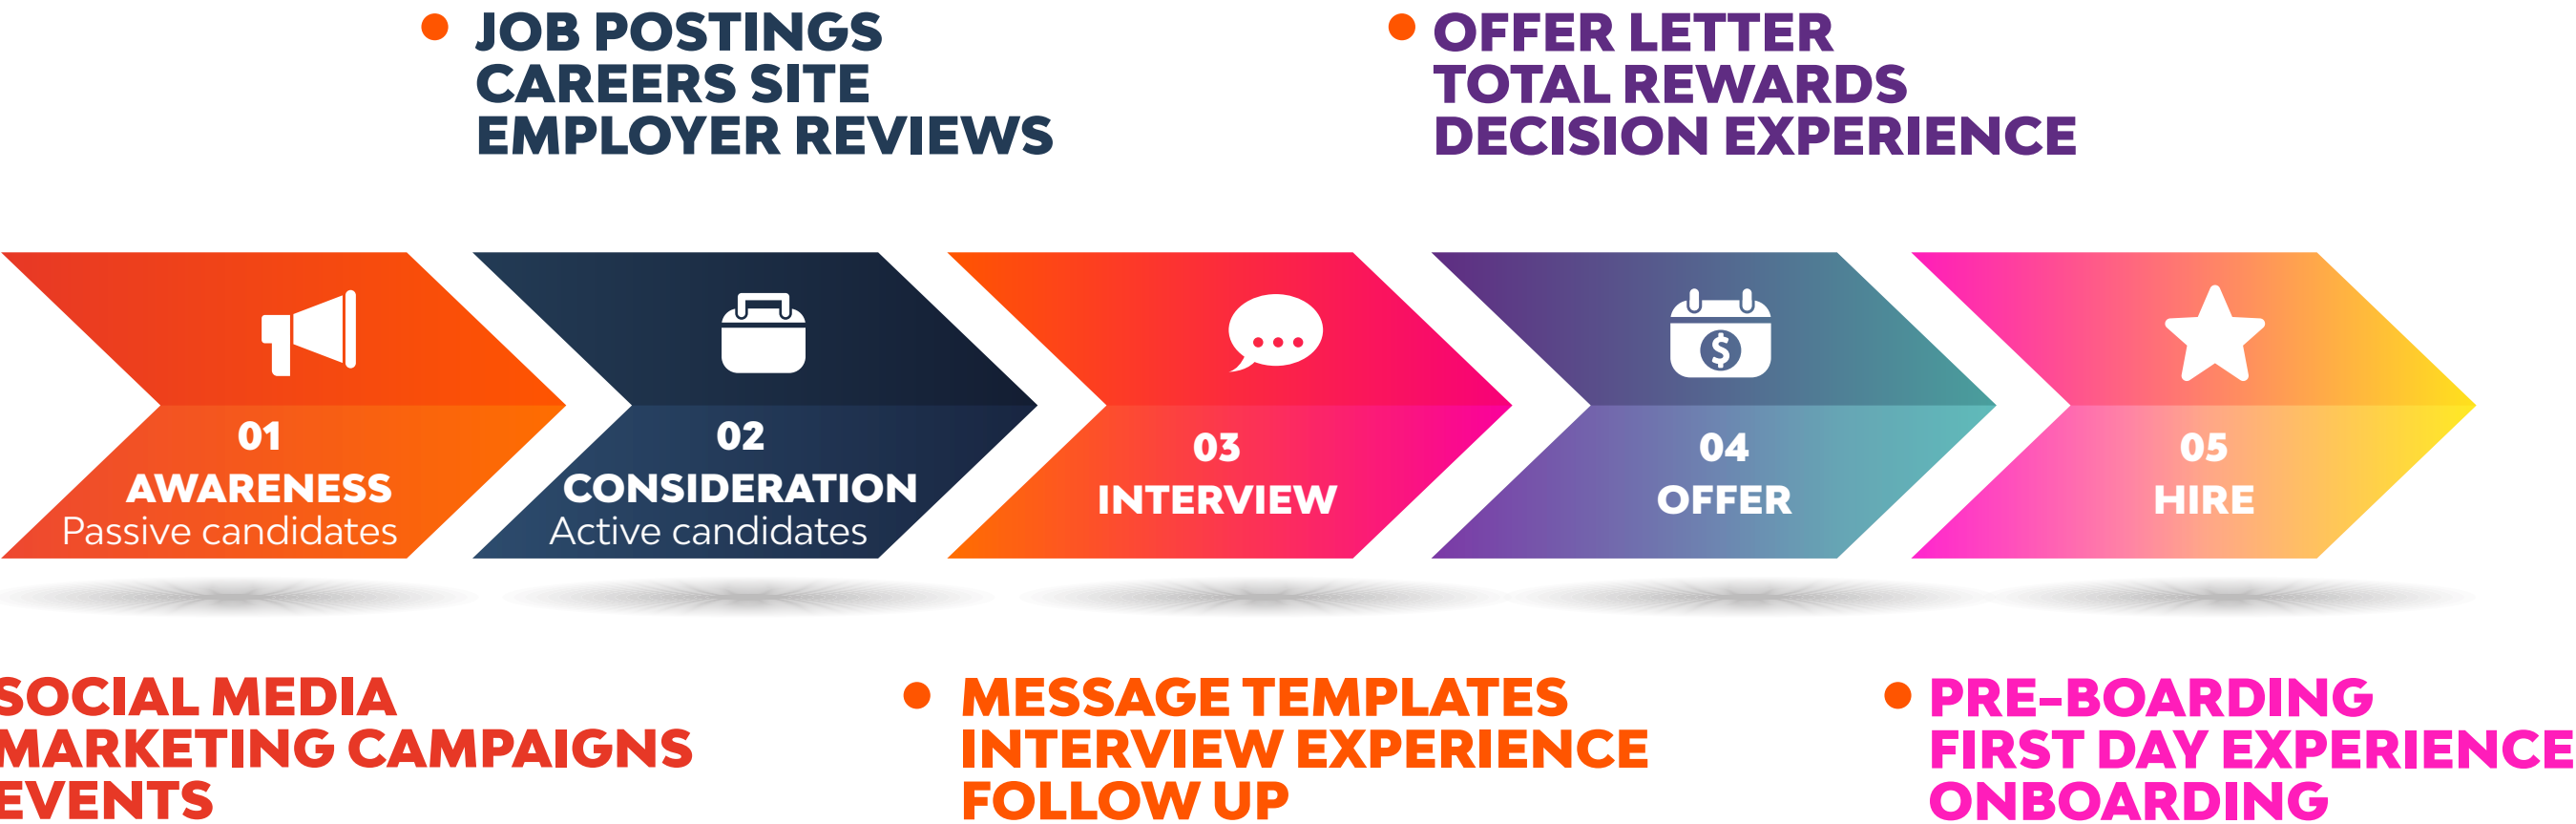 JOB POSTINGS
CAREERS SITE
EMPLOYER REVIEWS
OFFER LETTER
TOTAL REWARDS
DECISION EXPERIENCE
01
AWARENESS
Passive candidates
02
CONSIDERATION
Active candidates
03
INTERVIEW
$
04
OFFER
05
HIRE
SOCIAL MEDIA
MARKETING CAMPAIGNS
EVENTS
MESSAGE TEMPLATES
INTERVIEW EXPERIENCE
FOLLOW UP
PRE-BOARDING
FIRST DAY EXPERIENCE
ONBOARDING